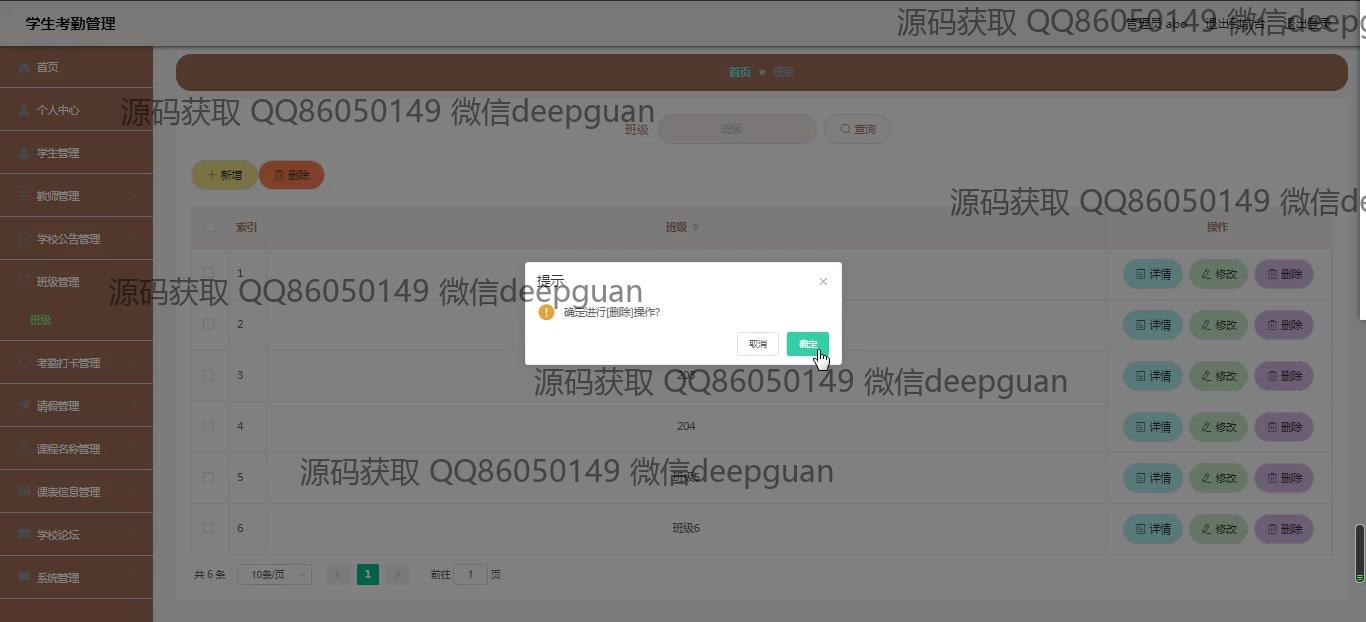 学生考勤管理
源码获取 QQ86050149 微信deepg
管理员 abo 退出到前台 退出登录
首页
首页 ★ 班级
个人中心
源码获取 QQ86050149 微信deepguan
班级 班级 查询
学生管理
+ 新增 删除
教师管理
源码获取 QQ86050149 微信de
索引 班级 操作
学校公告管理
1 详情 修改 删除
班级管理
源码获取 QQ86050149 微信deepguan
提示
确定进行[删除]操作?
取消 确定
班级
2 详情 修改 删除
考勤打卡管理
3 203 详情 修改 删除
源码获取 QQ86050149 微信deepguan
请假管理
4 204 详情 修改 删除
课程名称管理
源码获取 QQ86050149 微信deepguan
5 班级5 详情 修改 删除
课表信息管理
6 班级6 详情 修改 删除
学校论坛
系统管理
共 6 条 10条/页 1 前往 1 页